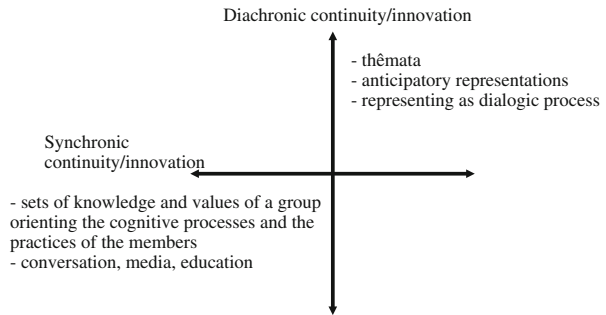 Diachronic continuity/innovation
- thêmata
- anticipatory representations
- representing as dialogic process
Synchronic
continuity/innovation
- sets of knowledge and values of a group
orienting the cognitive processes and the
practices of the members
- conversation, media, education